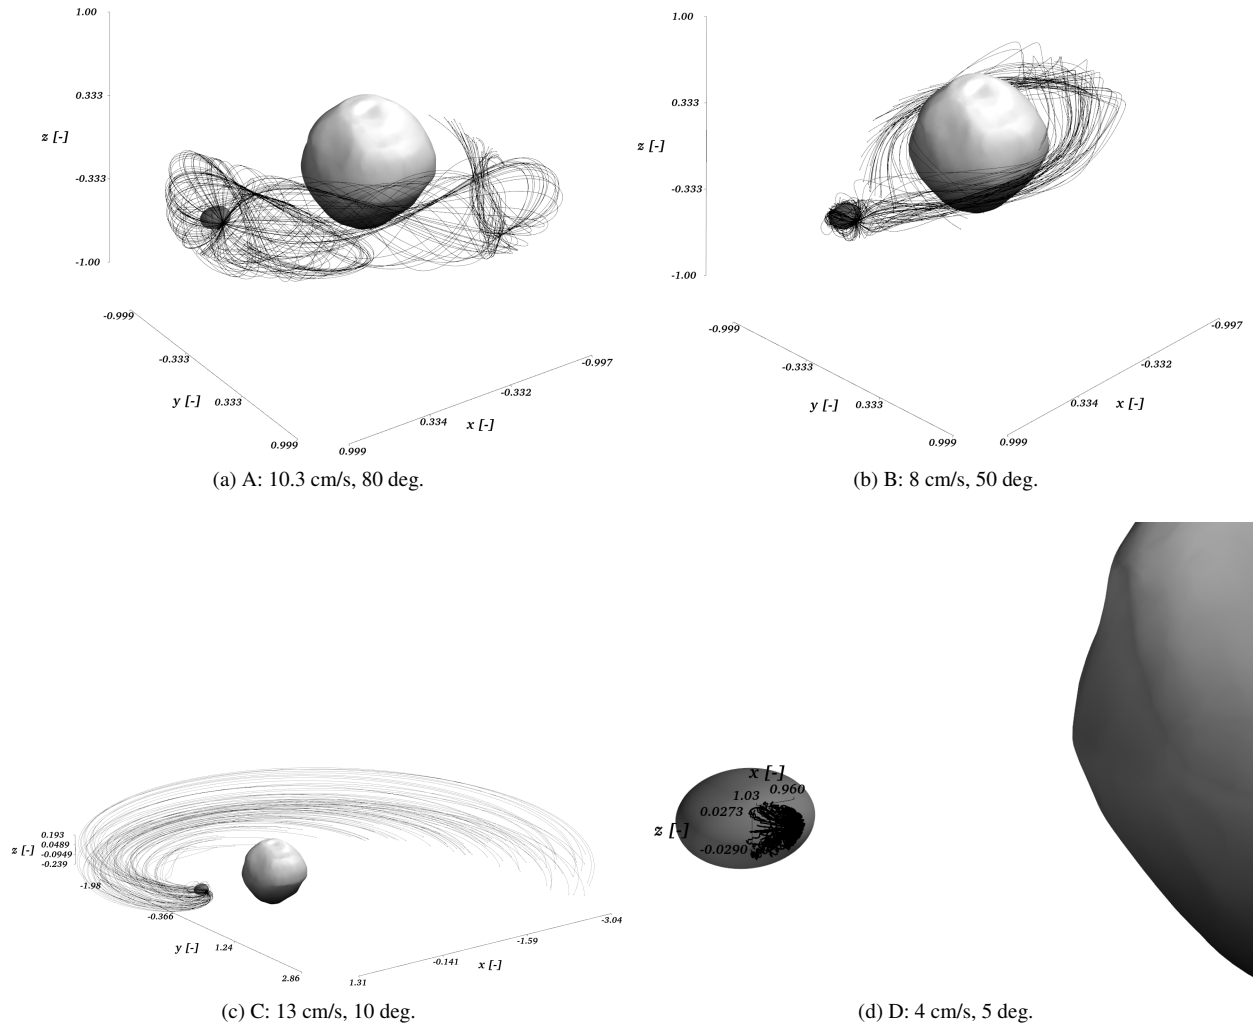 1.00
0.333
z [-]
-0.333
-1.00
-0.999
-0.333
y [-] 0.333
0.999
-0.997
-0.332
0.334 x [-]
0.999
(a) A: 10.3 cm/s, 80 deg.
1.00
0.333
z [-]
-0.333
-1.00
-0.999
-0.333
y [-] 0.333
0.999
-0.997
-0.332
0.334 x [-]
0.999
(b) B: 8 cm/s, 50 deg.
0.193
0.0489
z [-] -0.0949
-0.239
-1.98
-0.366
y [-] 1.24
2.86
-3.04
-1.59
-0.141 x [-]
1.31
(c) C: 13 cm/s, 10 deg.
x [-]
1.03 0.960
0.0273
z [-]
-0.0290
(d) D: 4 cm/s, 5 deg.